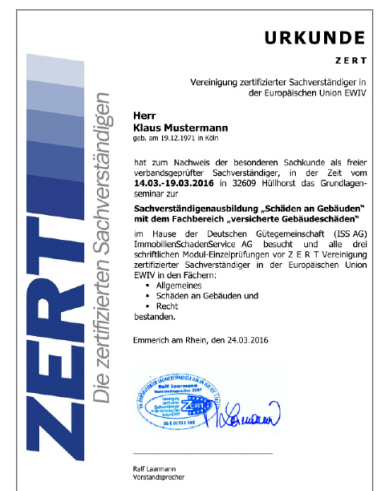 URKUNDE
Z E R T
Vereinigung zertifizierter Sachverständiger in
der Europäischen Union EWIV
Herr
Klaus Mustermann
geb. am 19.12.1971 in Köln
hat zum Nachweis der besonderen Sachkunde als freier
verbandsgeprüfter Sachverständiger, in der Zeit vom
14.03.-19.03.2016 in 32609 Hüllhorst das Grundlagen-
seminar zur
Sachverständigenausbildung „Schäden an Gebäuden“
mit dem Fachbereich „versicherte Gebäudeschäden“
im Hause der Deutschen Gütegemeinschaft (ISS AG)
ImmobilienSchadenService AG besucht und alle drei
schriftlichen Modul-Einzelprüfungen vor Z E R T Vereinigung
zertifizierter Sachverständiger in der Europäischen Union
EWIV in den Fächern:
▪ Allgemeines
▪ Schäden an Gebäuden und
▪ Recht
bestanden.
Emmerich am Rhein, den 24.03.2016
Ralf Laarmann
Ralf Laarmann
Vorstandsprecher
ZERT
Die zertifizierten Sachverständigen